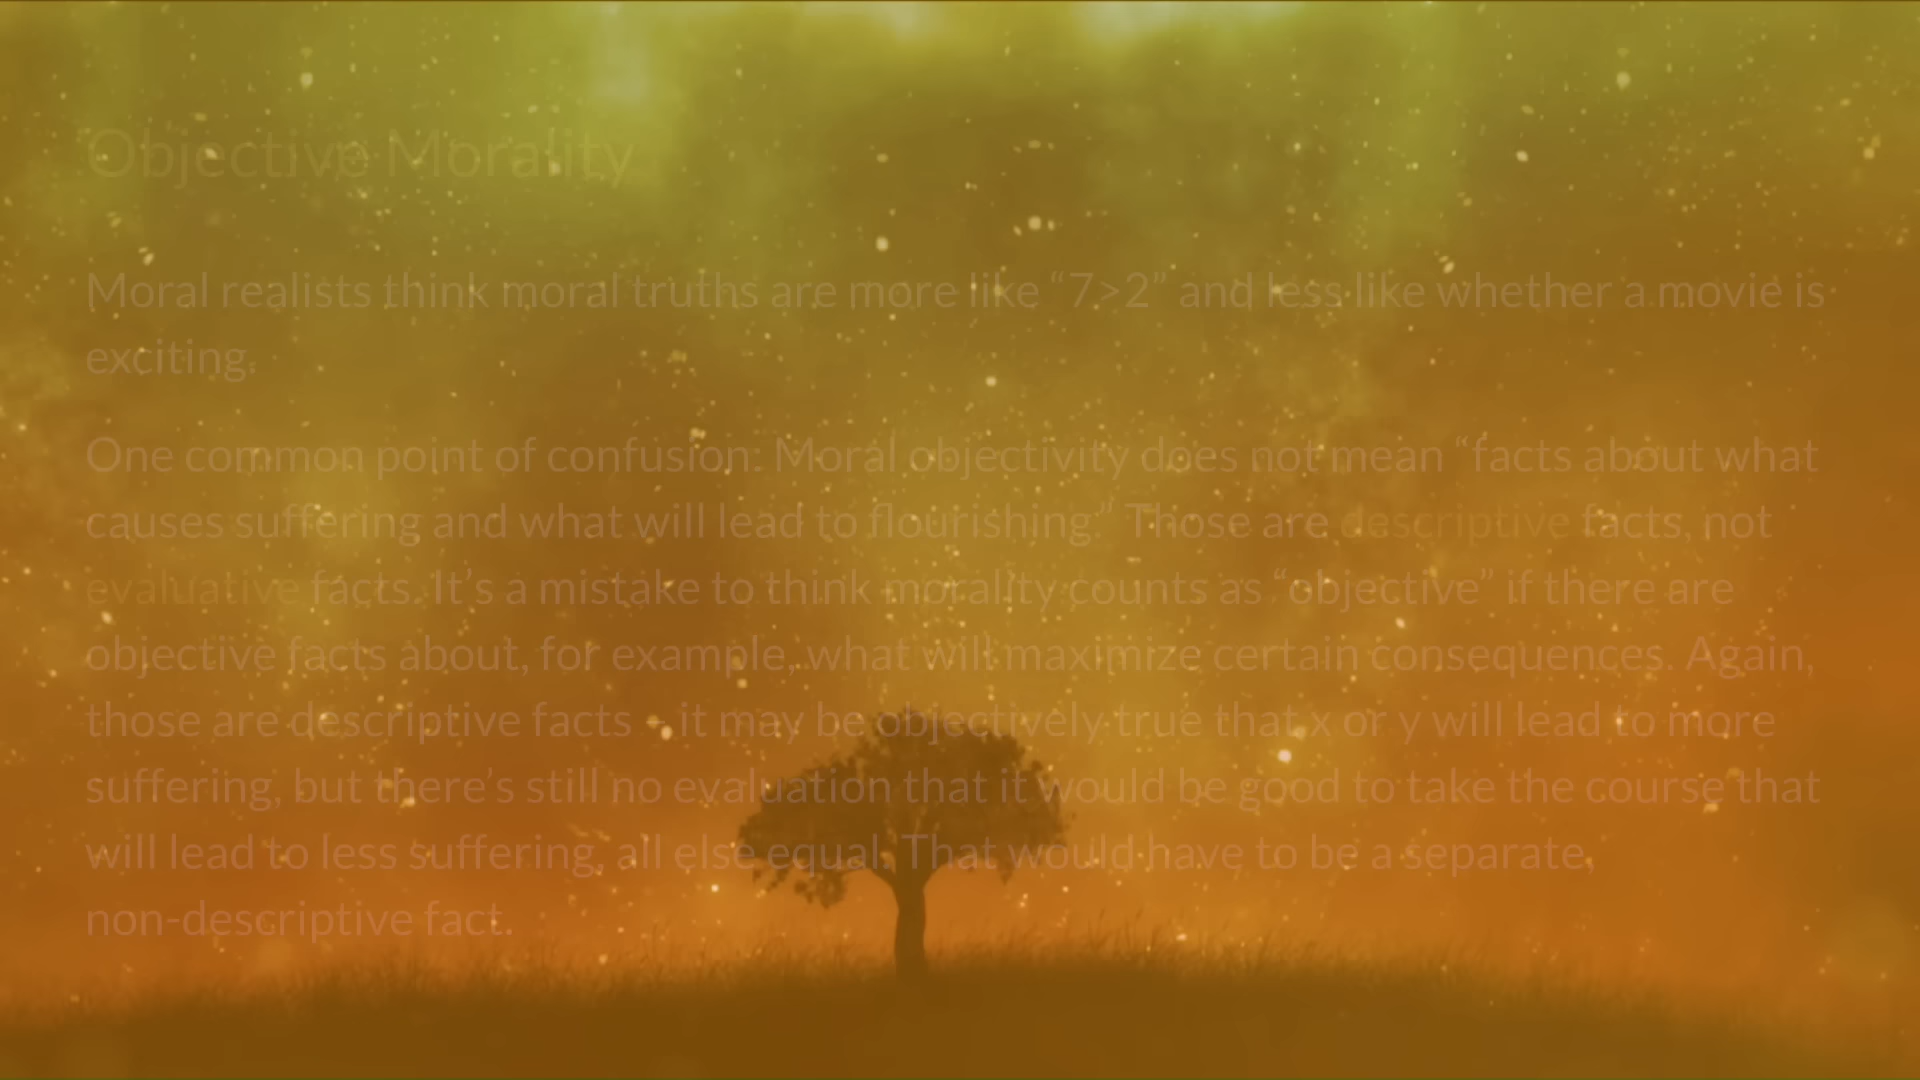 Objective Morality
Moral realists think moral truths are more like “7>2” and less like whether a movie is
exciting.
One common point of confusion: Moral objectivity does not mean “facts about what
causes suffering and what will lead to flourishing.” Those are descriptive facts, not
evaluative facts. It’s a mistake to think morality counts as “objective” if there are
objective facts about, for example, what will maximize certain consequences. Again,
those are descriptive facts - it may be objectively true that x or y will lead to more
suffering, but there’s still no evaluation that it would be good to take the course that
will lead to less suffering, all else equal. That would have to be a separate,
non-descriptive fact.